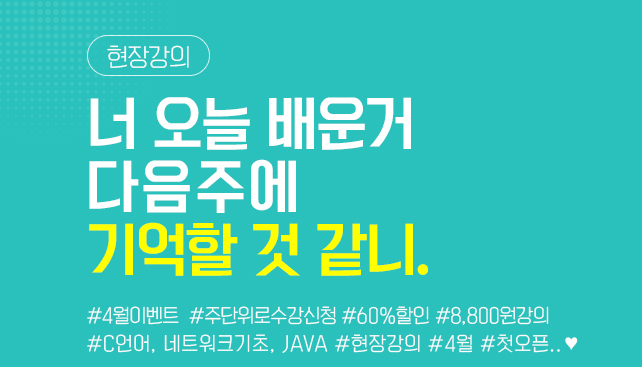 현장강의
너 오늘 배운거
다음주에
기억할 것 같니.
#4월이벤트 #주단위로수강신청 #60%할인 #8,800원강의
#C언어, 네트워크기초, JAVA #현장강의 #4월 #첫오픈..♥